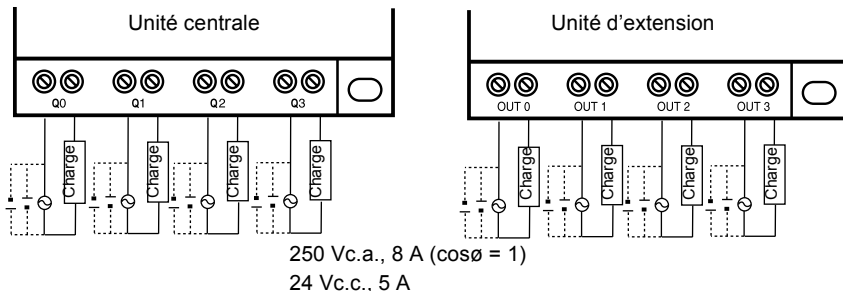 Unité centrale
Unité d'extension
Q0 Q1 Q2 Q3
OUT 0 OUT 1 OUT 2 OUT 3
Charge Charge Charge Charge
Charge Charge Charge Charge
250 Vc.a., 8 A (cosø = 1)
24 Vc.c., 5 A